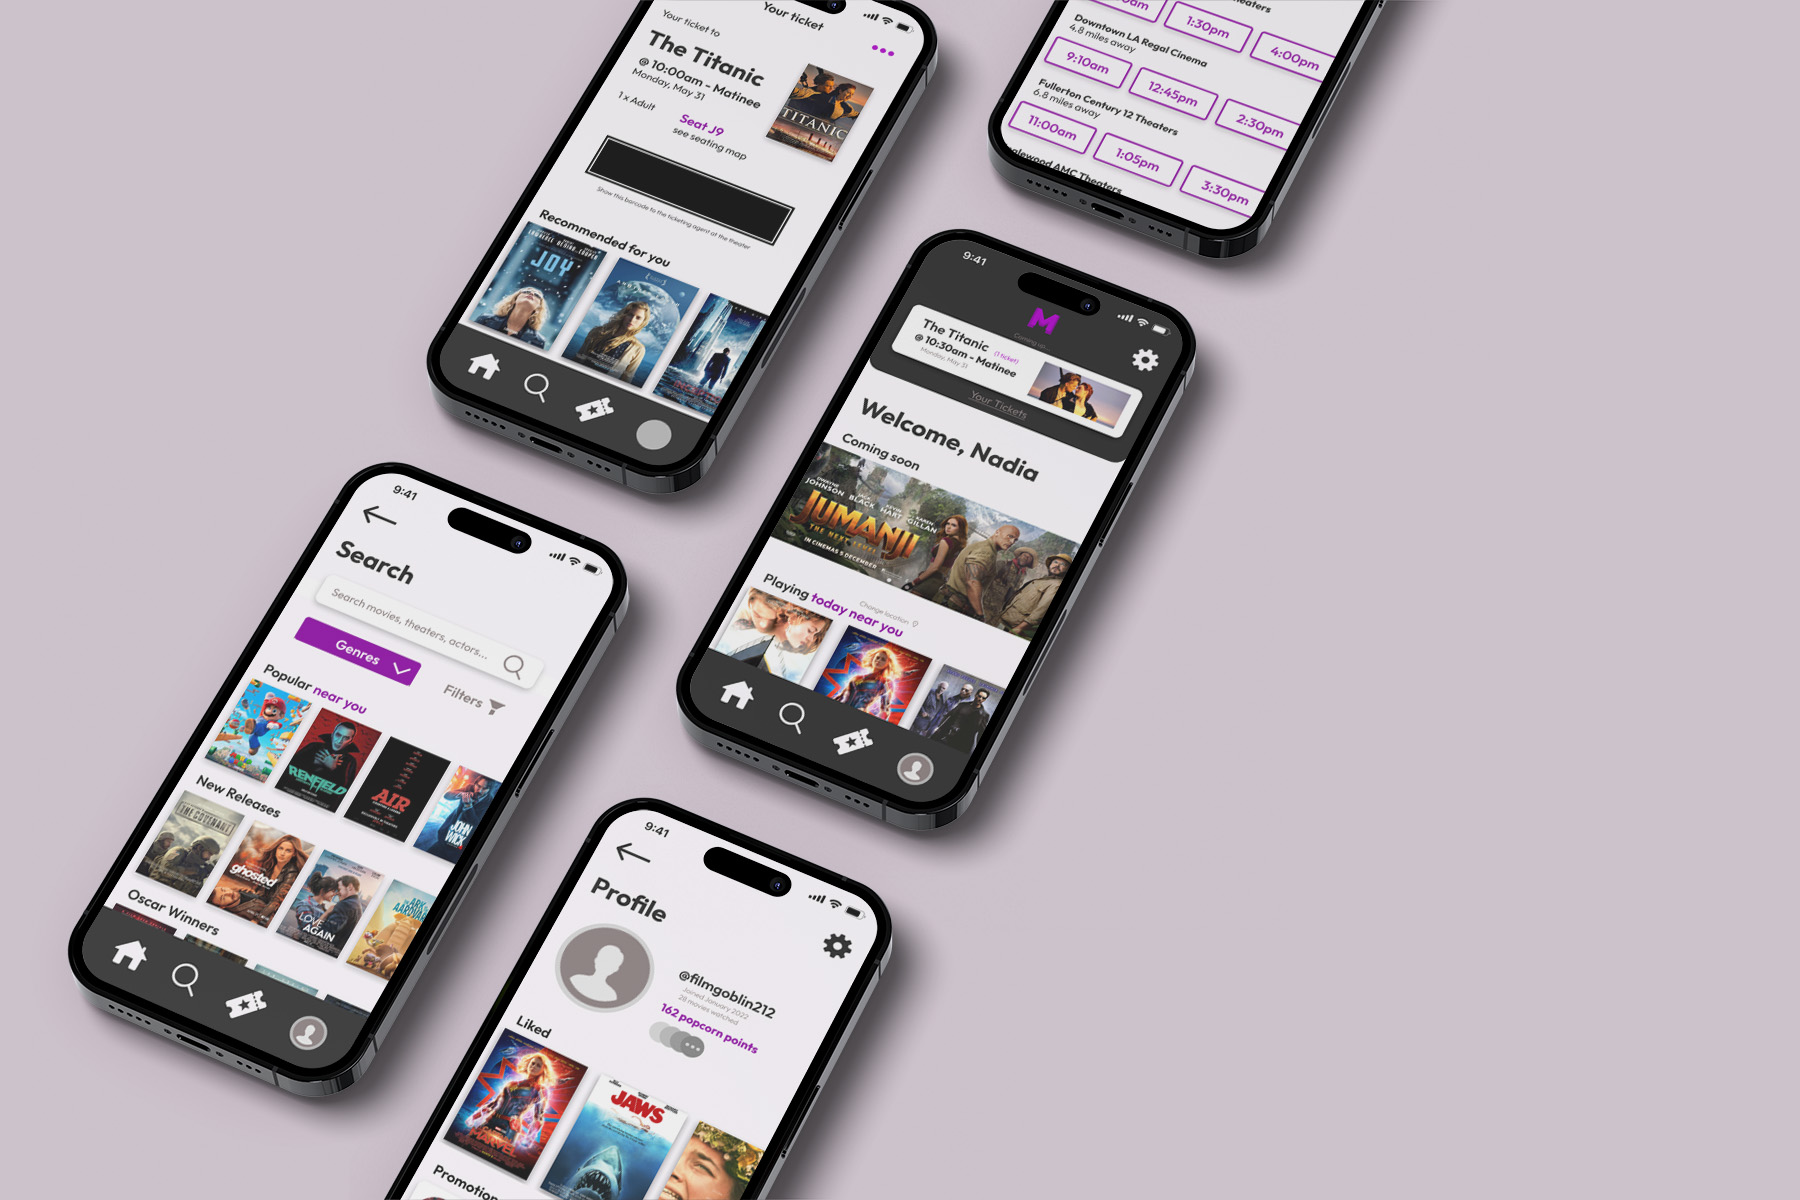 Your ticket
Your ticket to
The Titanic
@ 10:00am - Matinee
Monday, May 31
1 x Adult
Seat J9
see seating map
TITANIC
Show this barcode to the ticketing agent at the theater
Recommended for you
JOY
1:30pm
4:00pm
Downtown LA Regal Cinema
4.8 miles away
9:10am
12:45pm
2:30pm
Fullerton Century 12 Theaters
6.8 miles away
11:00am
1:05pm
3:30pm
AMC Theaters
9:41
M
Coming up...
The Titanic
(1 ticket)
@ 10:30am - Matinee
Monday, May 31
Your Tickets
Welcome, Nadia
Coming soon
DWAYNE JOHNSON
JACK BLACK
KEVIN HART
KAREN GILLAN
JUMANJI
THE NEXT LEVEL
IN CINEMAS 5 DECEMBER
Playing today near you
Change location
9:41
Search
Search movies, theaters, actors...
Genres
Filters
Popular near you
RENFIELD
AIR
JOHN WICK
New Releases
THE COVENANT
ghosted
LOVE AGAIN
Oscar Winners
9:41
Profile
@filmgoblin212
Joined January 2022
28 movies watched
162 popcorn points
Liked
MARVEL
JAWS